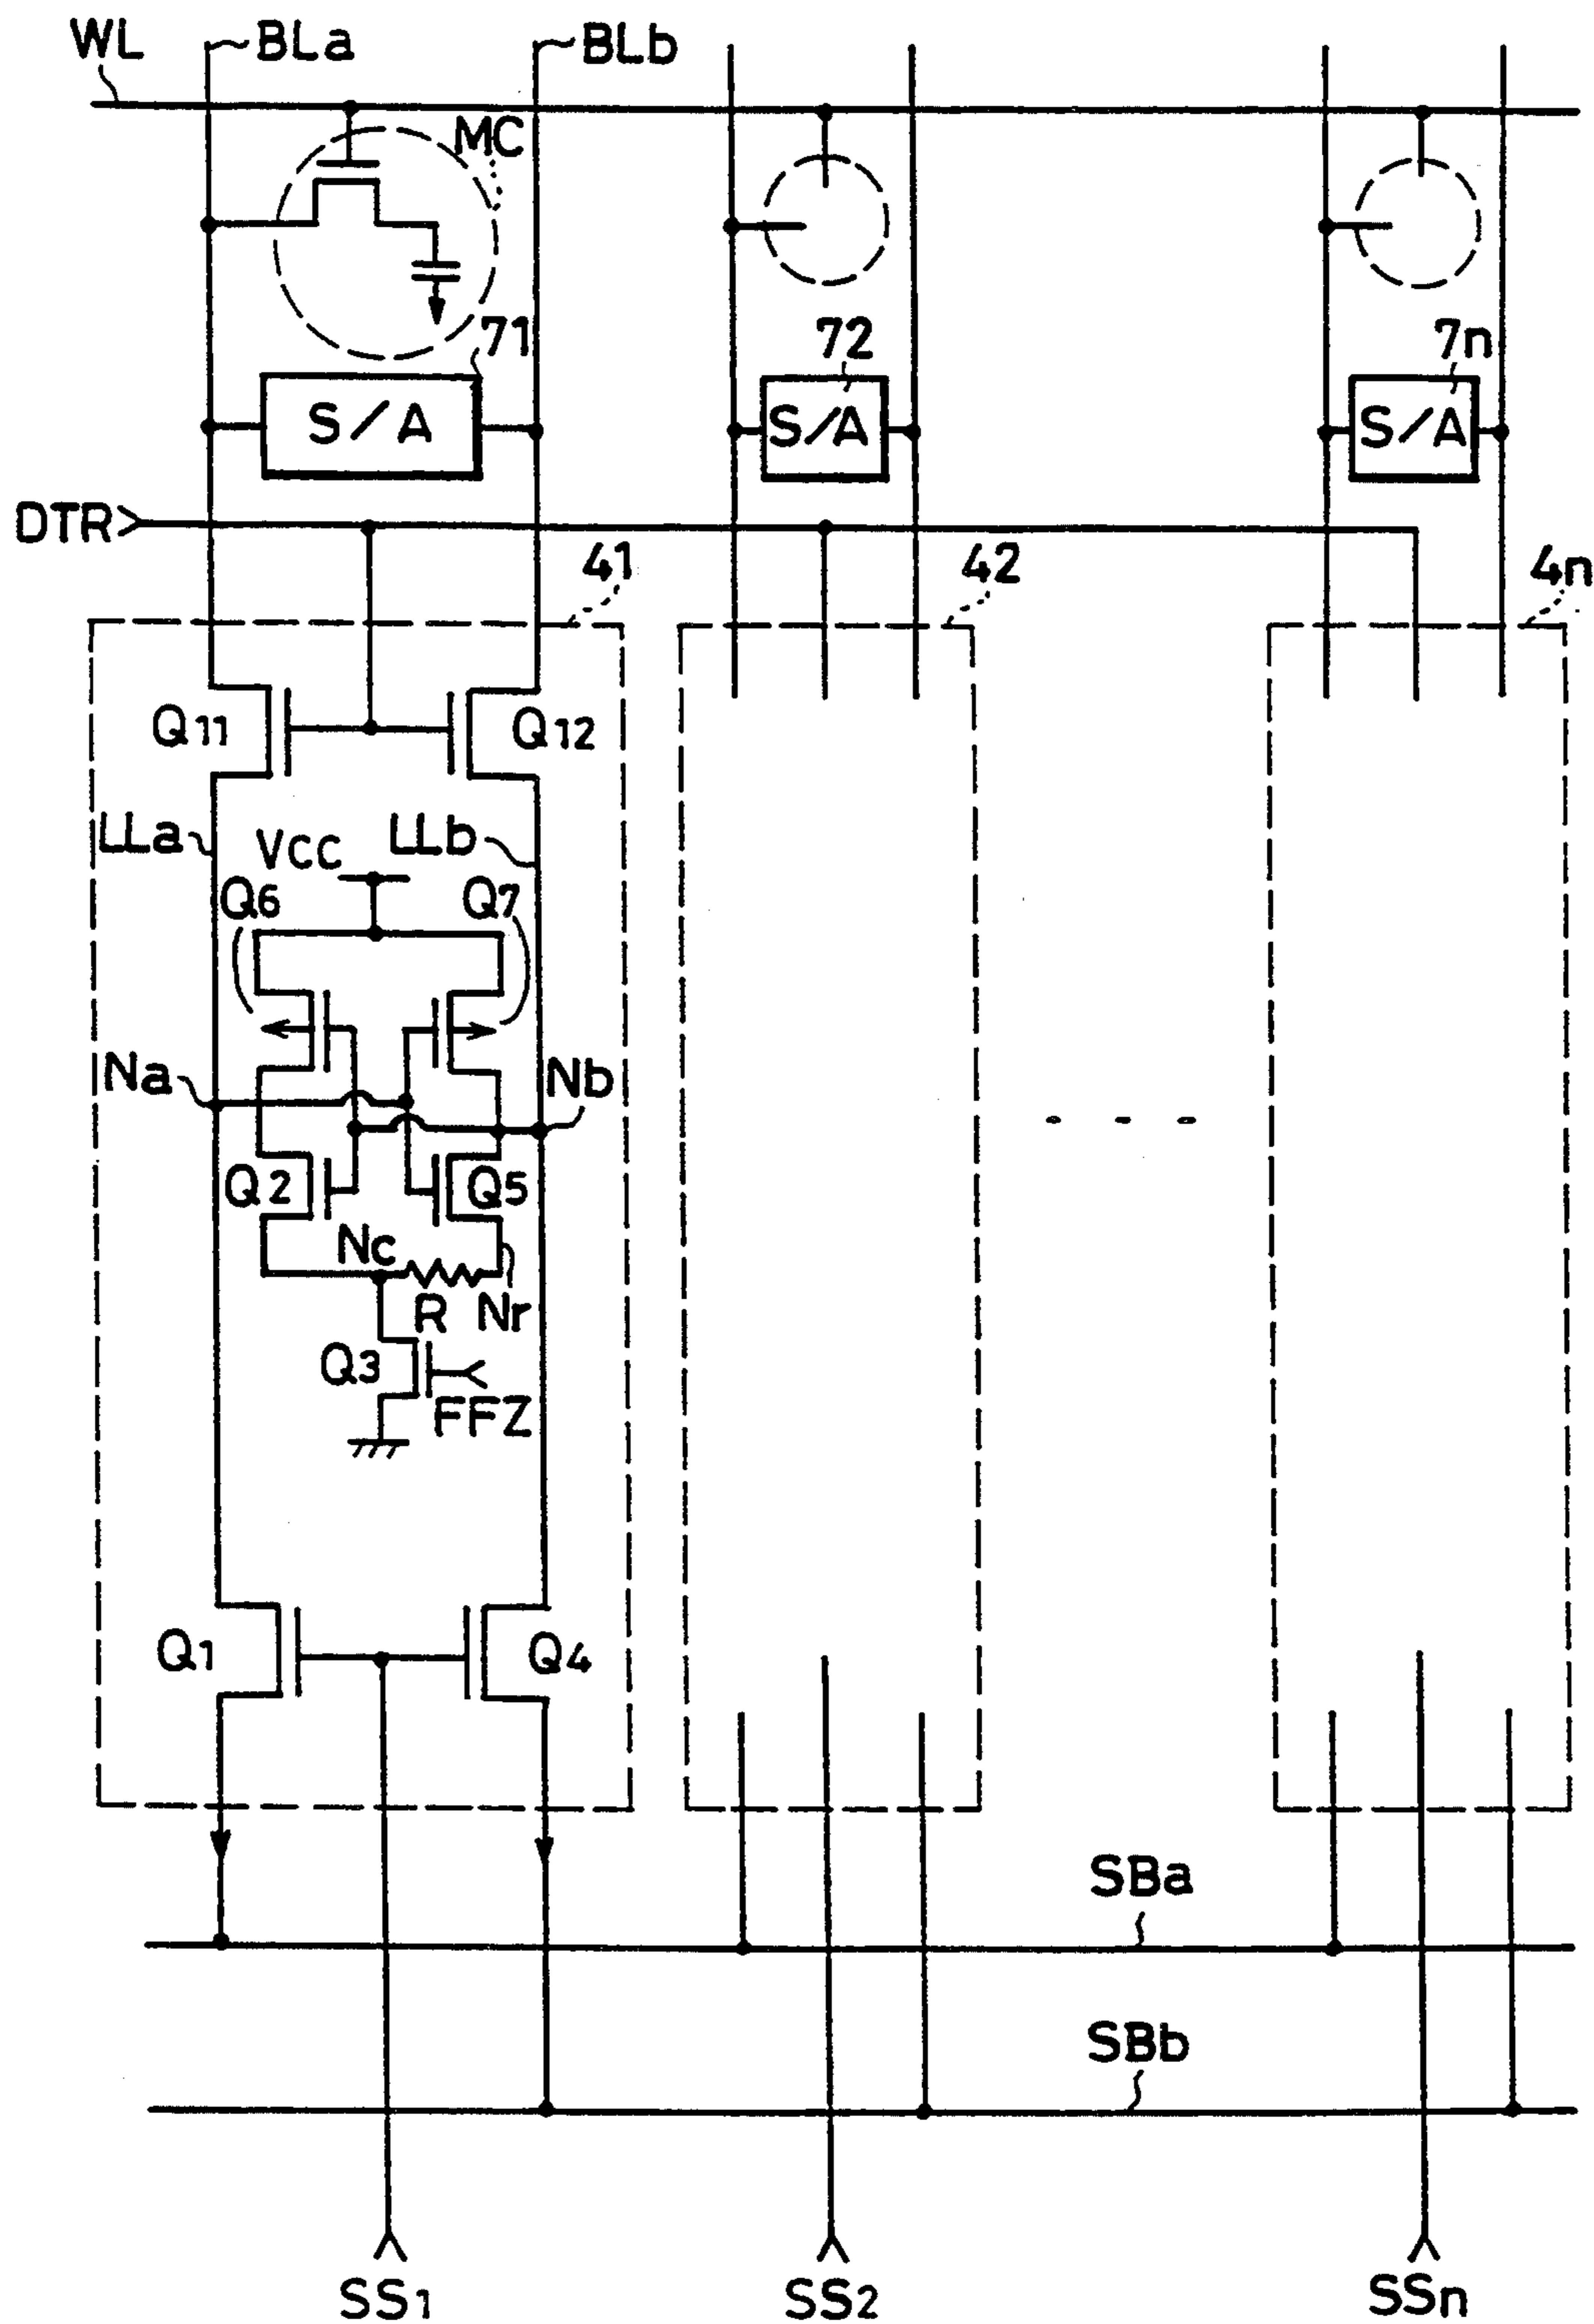 WL
BLa
BLb
MC
71
72
7n
S/A
S/A
S/A
DTR
41
42
4n
Q11
Q12
LLa
VCC
LLb
Q6
Q7
Na
Nb
Q2
Q5
Nc
R
Nr
Q3
FFZ
Q1
Q4
SBa
SBb
SS1
SS2
SSn